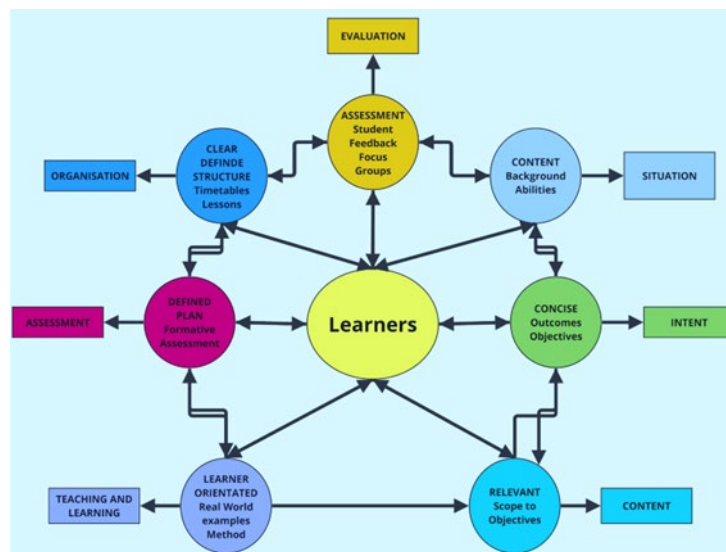 EVALUATION
ASSESSMENT
Student
Feedback
Focus
Groups
CLEAR
DEFINDE
STRUCTURE
Timetables
Lessons
ORGANISATION
CONTENT
Background
Abilities
SITUATION
DEFINED
PLAN
Formative
Assessment
ASSESSMENT
Learners
CONCISE
Outcomes
Objectives
INTENT
TEACHING AND
LEARNING
LEARNER
ORIENTATED
Real World
examples
Method
RELEVANT
Scope to
Objectives
CONTENT